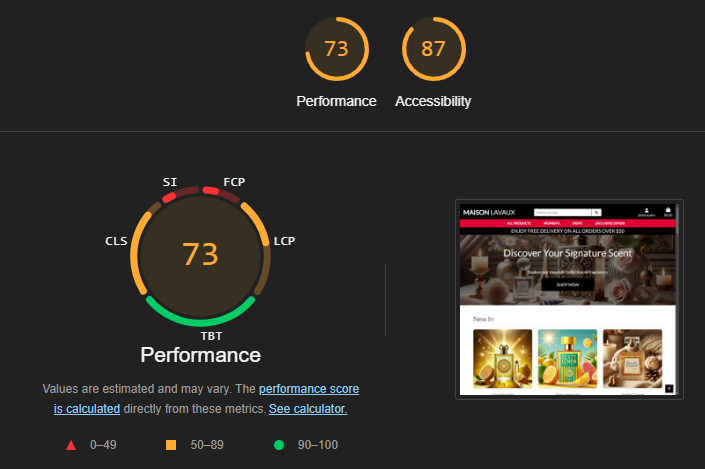 73
87
Performance
Accessibility
SI
FCP
CLS
LCP
73
TBT
Performance
Values are estimated and may vary. The performance score
is calculated directly from these metrics. See calculator.
0–49
50–89
90–100
MAISON LAVAUX
ALL PRODUCTS
WOMEN'S
MEN'S
EXCLUSIVE OFFERS
ENJOY FREE DELIVERY ON ALL ORDERS OVER $50
Discover Your Signature Scent
SHOP NOW
New In